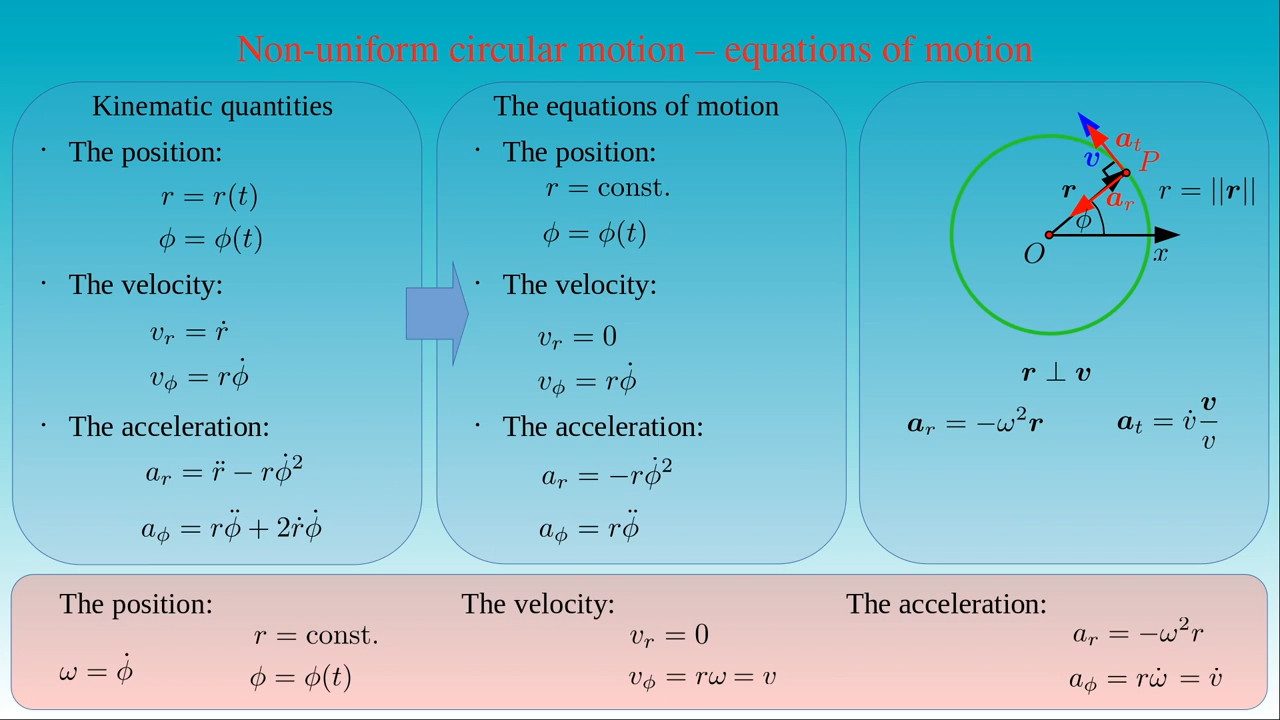 Non-uniform circular motion – equations of motion
Kinematic quantities
· The position:
r = r(t)
ϕ = ϕ(t)
· The velocity:
v_r = ṙ
v_ϕ = rϕ̇
· The acceleration:
a_r = r̈ − rϕ̇²
a_ϕ = rϕ̈ + 2ṙϕ̇
The equations of motion
· The position:
r = const.
ϕ = ϕ(t)
· The velocity:
v_r = 0
v_ϕ = rϕ̇
· The acceleration:
a_r = −rϕ̇²
a_ϕ = rϕ̈
a_t
v
P
r
a_r
r = ||r||
ϕ
O
x
r ⊥ v
a_r = −ω²r
a_t = v̇ v/v
The position:
r = const.
ω = ϕ̇
ϕ = ϕ(t)
The velocity:
v_r = 0
v_ϕ = rω = v
The acceleration:
a_r = −ω²r
a_ϕ = rω̇ = v̇